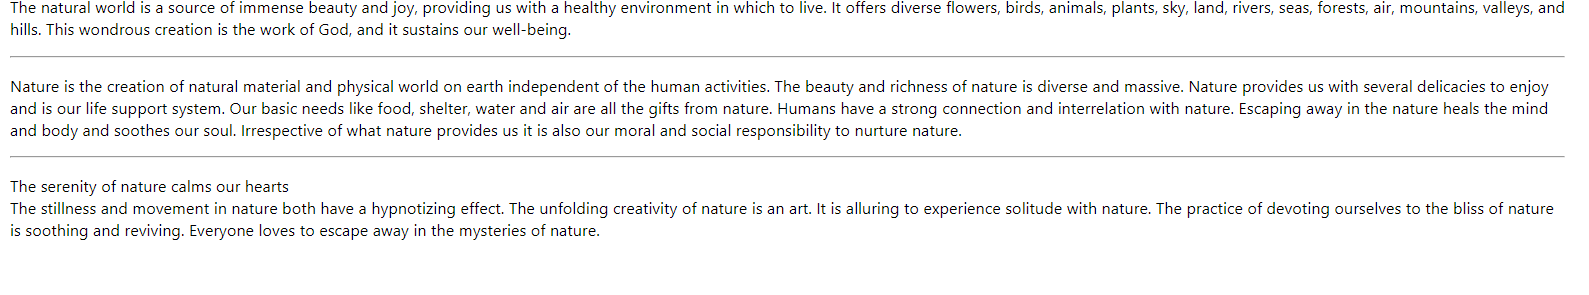 The natural world is a source of immense beauty and joy, providing us with a healthy environment in which to live. It offers diverse flowers, birds, animals, plants, sky, land, rivers, seas, forests, air, mountains, valleys, and
hills. This wondrous creation is the work of God, and it sustains our well-being.
Nature is the creation of natural material and physical world on earth independent of the human activities. The beauty and richness of nature is diverse and massive. Nature provides us with several delicacies to enjoy
and is our life support system. Our basic needs like food, shelter, water and air are all the gifts from nature. Humans have a strong connection and interrelation with nature. Escaping away in the nature heals the mind
and body and soothes our soul. Irrespective of what nature provides us it is also our moral and social responsibility to nurture nature.
The serenity of nature calms our hearts
The stillness and movement in nature both have a hypnotizing effect. The unfolding creativity of nature is an art. It is alluring to experience solitude with nature. The practice of devoting ourselves to the bliss of nature
is soothing and reviving. Everyone loves to escape away in the mysteries of nature.